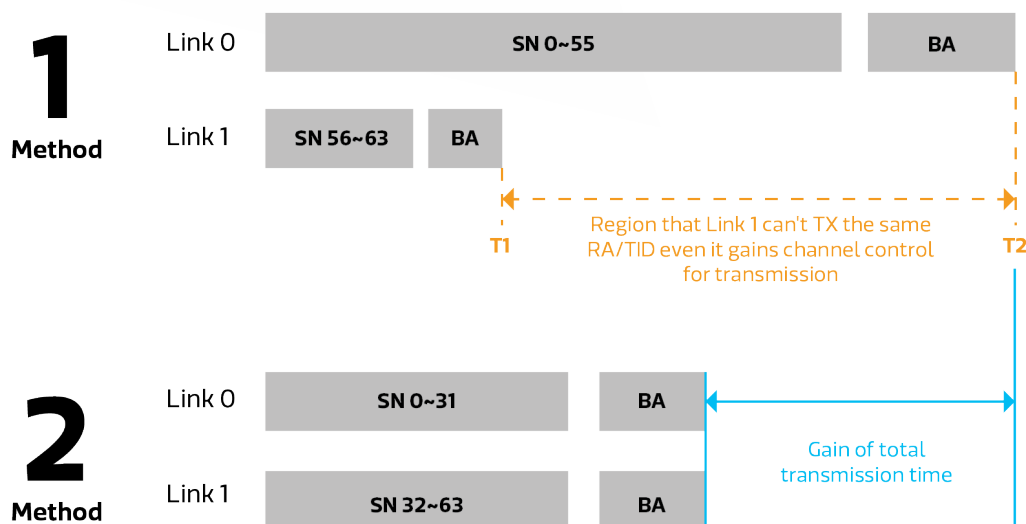 1
Method
Link 0
SN 0~55
BA
Link 1
SN 56~63
BA
T1
Region that Link 1 can't TX the same
RA/TID even it gains channel control
for transmission
T2
2
Method
Link 0
SN 0~31
BA
Link 1
SN 32~63
BA
Gain of total
transmission time